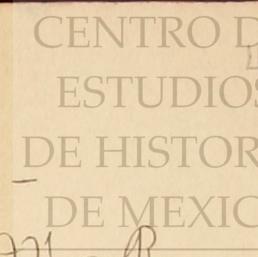 CENTRO D
ESTUDIOS
DE HISTOR
DE MEXIC